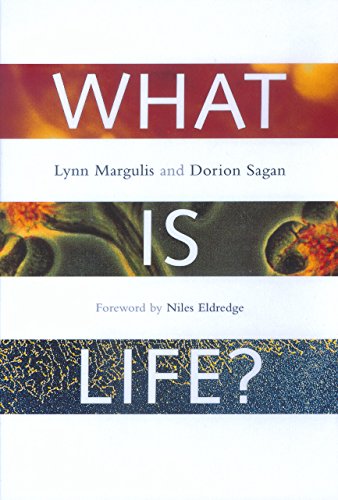 WHAT
Lynn Margulis and Dorion Sagan
IS
Foreword by Niles Eldredge
LIFE?